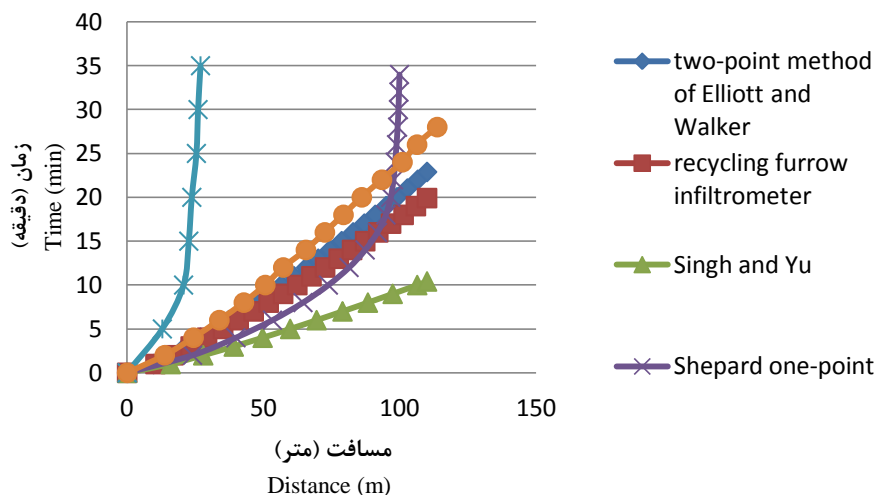 40
35
30
25
20
15
10
5
0
زمان (دقیقه)
Time (min)
0
50
100
150
مسافت (متر)
Distance (m)
two-point method
of Elliott and
Walker
recycling furrow
infiltrometer
Singh and Yu
Shepard one-point